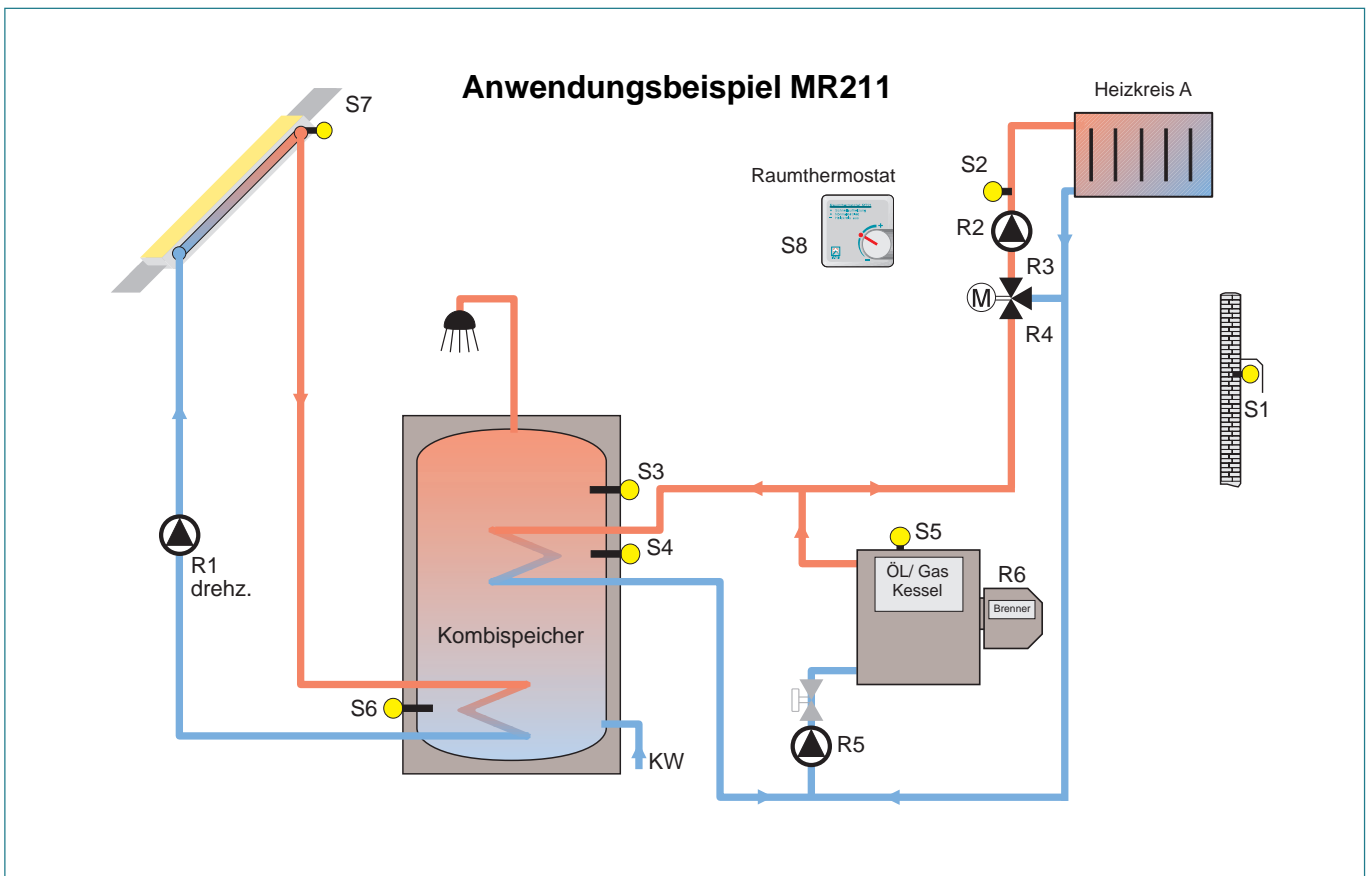 Anwendungsbeispiel MR211
S7
Heizkreis A
S2
Raumthermostat
S8
+
R2
R3
M
R4
S1
S3
S4
S5
ÖL/ Gas
Kessel
R6
Brenner
R1
drehz.
Kombispeicher
S6
KW
R5